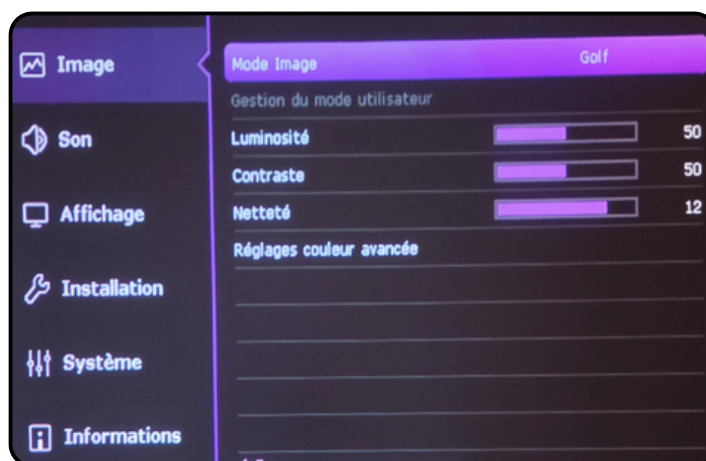 Image
Son
Affichage
Installation
Système
Informations
Mode Image Golf
Gestion du mode utilisateur
Luminosité 50
Contraste 50
Netteté 12
Réglages couleur avancée